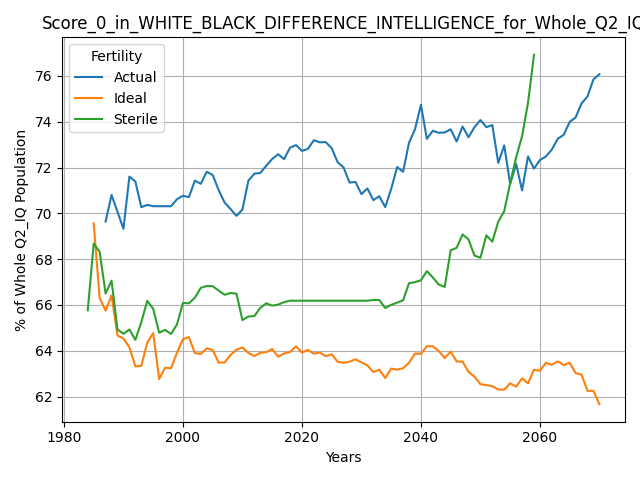 Score_0_in_WHITE_BLACK_DIFFERENCE_INTELLIGENCE_for_Whole_Q2_IQ
Fertility
Actual
Ideal
Sterile
% of Whole Q2_IQ Population
76
74
72
70
68
66
64
62
1980
2000
2020
2040
2060
Years